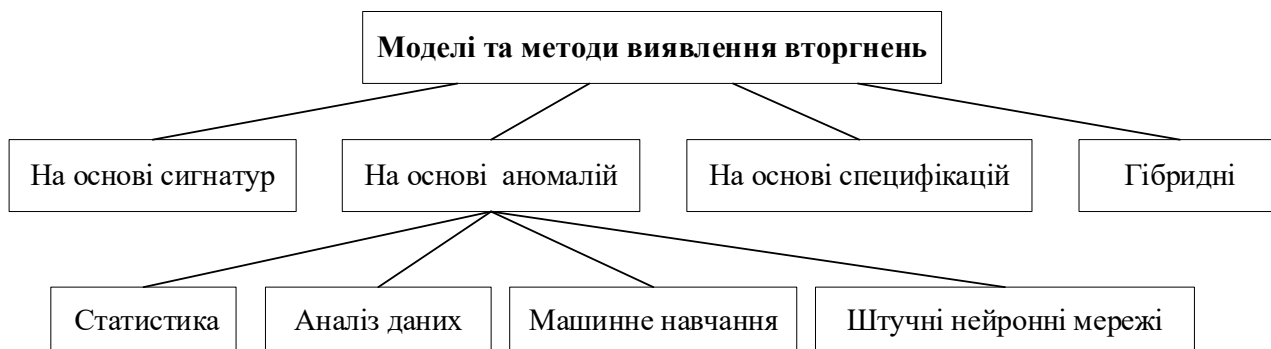 Моделі та методи виявлення вторгнень
На основі сигнатур
На основі аномалій
На основі специфікацій
Гібридні
Статистика
Аналіз даних
Машинне навчання
Штучні нейронні мережі